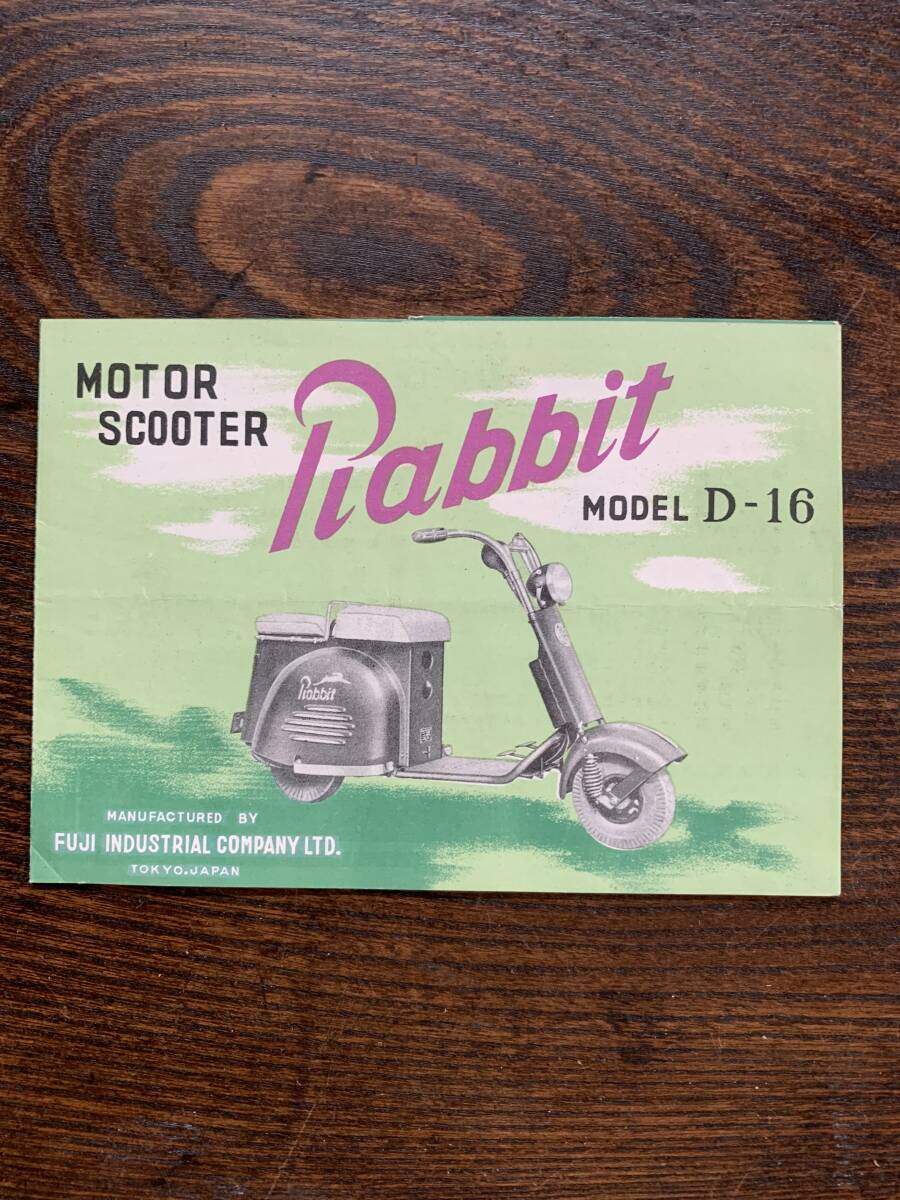 MOTOR
SCOOTER
Rabbit
MODEL D-16
Rabbit
MANUFACTURED BY
FUJI INDUSTRIAL COMPANY LTD.
TOKYO.JAPAN